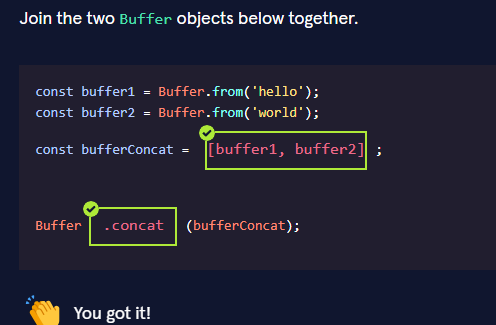 Join the two Buffer objects below together.
const buffer1 = Buffer.from('hello');
const buffer2 = Buffer.from('world');
const bufferConcat = [buffer1, buffer2] ;
Buffer .concat (bufferConcat);
You got it!